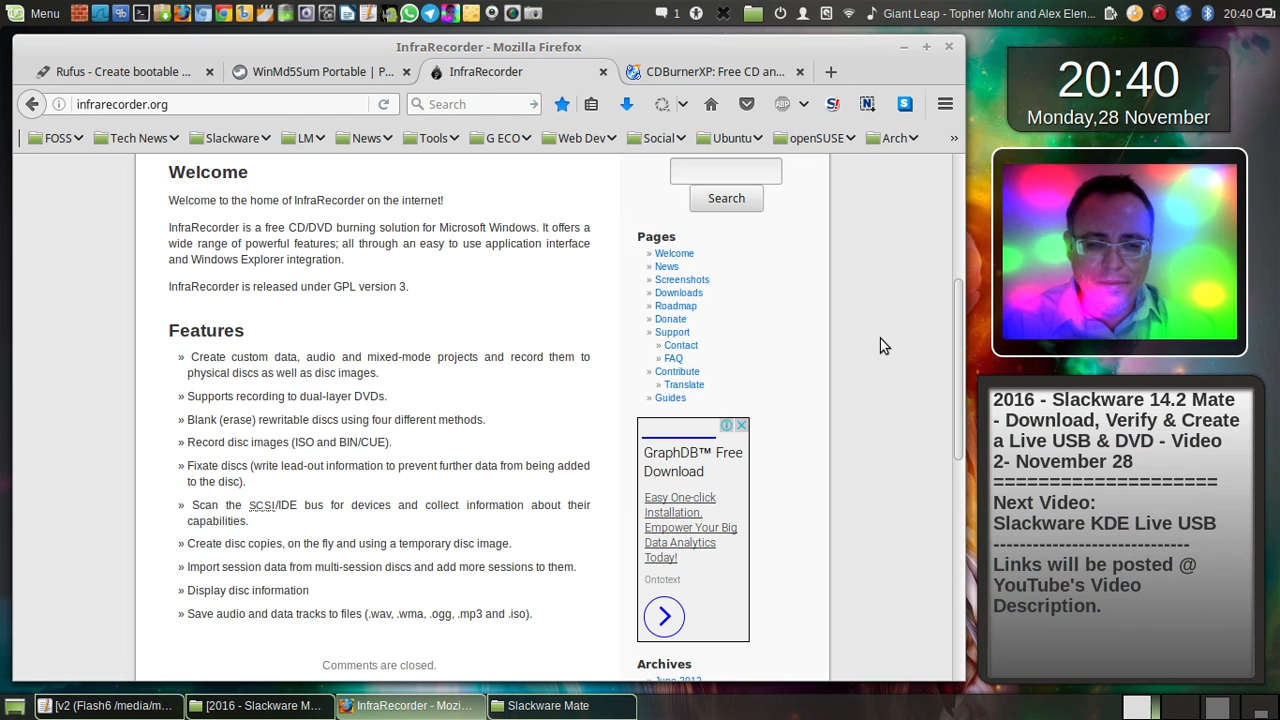 Menu
1
Giant Leap - Topher Mohr and Alex Elen...
20:40
InfraRecorder - Mozilla Firefox
Rufus - Create bootable ...
WinMd5Sum Portable | P...
InfraRecorder
CDBurnerXP: Free CD an...
infrarecorder.org
Search
ABP
FOSS
Tech News
Slackware
LM
News
Tools
G ECO
Web Dev
Social
Ubuntu
openSUSE
Arch
»
Welcome
Welcome to the home of InfraRecorder on the internet!
InfraRecorder is a free CD/DVD burning solution for Microsoft Windows. It offers a
wide range of powerful features; all through an easy to use application interface
and Windows Explorer integration.
InfraRecorder is released under GPL version 3.
Features
» Create custom data, audio and mixed-mode projects and record them to
physical discs as well as disc images.
» Supports recording to dual-layer DVDs.
» Blank (erase) rewritable discs using four different methods.
» Record disc images (ISO and BIN/CUE).
» Fixate discs (write lead-out information to prevent further data from being added
to the disc).
» Scan the SCSI/IDE bus for devices and collect information about their
capabilities.
» Create disc copies, on the fly and using a temporary disc image.
» Import session data from multi-session discs and add more sessions to them.
» Display disc information
» Save audio and data tracks to files (.wav, .wma, .ogg, .mp3 and .iso).
Comments are closed.
Search
Pages
» Welcome
» News
» Screenshots
» Downloads
» Roadmap
» Donate
» Support
» Contact
» FAQ
» Contribute
» Translate
» Guides
GraphDB™ Free
Download
Easy One-click
Installation.
Empower Your Big
Data Analytics
Today!
Ontotext
Archives
June 2012
20:40
Monday,28 November
2016 - Slackware 14.2 Mate
- Download, Verify & Create
a Live USB & DVD - Video
2- November 28
=====================
Next Video:
Slackware KDE Live USB
------------------------------
Links will be posted @
YouTube's Video
Description.
[v2 (Flash6 /media/m...
[2016 - Slackware M...
InfraRecorder - Mozi...
Slackware Mate